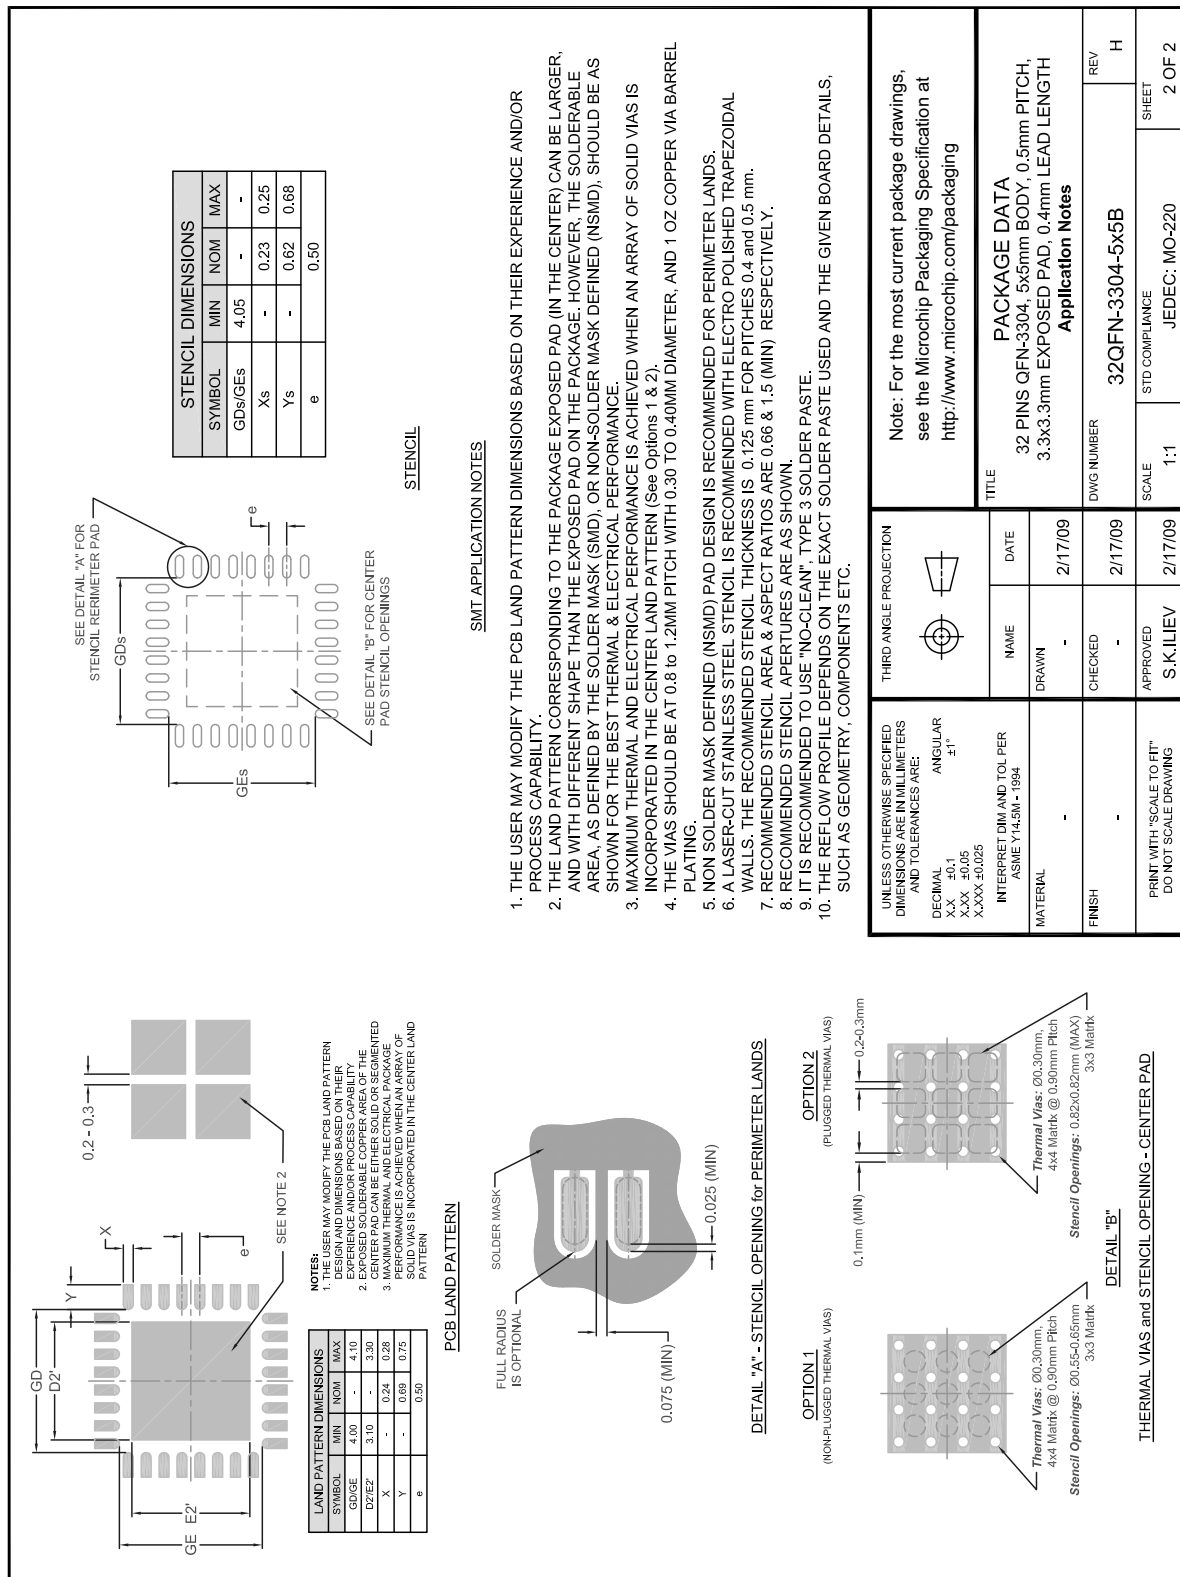 GD
D2'
GE
E2'
Y
X
e
0.2 - 0.3
SEE NOTE 2
LAND PATTERN DIMENSIONS
SYMBOL MIN NOM MAX
GD/GE 4.00 - 4.10
D2'/E2' 3.10 - 3.30
X - 0.24 0.28
Y - 0.69 0.75
e 0.50
NOTES:
1. THE USER MAY MODIFY THE PCB LAND PATTERN
DESIGN AND DIMENSIONS BASED ON THEIR
EXPERIENCE AND/OR PROCESS CAPABILITY
2. EXPOSED SOLDERABLE COPPER AREA OF THE
CENTER PAD CAN BE EITHER SOLID OR SEGMENTED
3. MAXIMUM THERMAL AND ELECTRICAL PACKAGE
PERFORMANCE IS ACHIEVED WHEN AN ARRAY OF
SOLID VIAS IS INCORPORATED IN THE CENTER LAND
PATTERN
PCB LAND PATTERN
SEE DETAIL "A" FOR
STENCIL RERIMETER PAD
GDs
GEs
e
SEE DETAIL "B" FOR CENTER
PAD STENCIL OPENINGS
STENCIL DIMENSIONS
SYMBOL MIN NOM MAX
GDs/GEs 4.05 - -
Xs - 0.23 0.25
Ys - 0.62 0.68
e 0.50
STENCIL
FULL RADIUS
IS OPTIONAL
SOLDER MASK
0.075 (MIN)
0.025 (MIN)
DETAIL "A" - STENCIL OPENING for PERIMETER LANDS
OPTION 1
(NON-PLUGGED THERMAL VIAS)
Thermal Vias: Ø0.30mm,
4x4 Matrix @ 0.90mm Pitch
Stencil Openings: Ø0.55-0.65mm
3x3 Matrix
OPTION 2
(PLUGGED THERMAL VIAS)
0.1mm (MIN)
0.2-0.3mm
Thermal Vias: Ø0.30mm,
4x4 Matrix @ 0.90mm Pitch
Stencil Openings: 0.82x0.82mm (MAX)
3x3 Matrix
DETAIL "B"
THERMAL VIAS and STENCIL OPENING - CENTER PAD
SMT APPLICATION NOTES
1. THE USER MAY MODIFY THE PCB LAND PATTERN DIMENSIONS BASED ON THEIR EXPERIENCE AND/OR
PROCESS CAPABILITY.
2. THE LAND PATTERN CORRESPONDING TO THE PACKAGE EXPOSED PAD (IN THE CENTER) CAN BE LARGER,
AND WITH DIFFERENT SHAPE THAN THE EXPOSED PAD ON THE PACKAGE. HOWEVER, THE SOLDERABLE
AREA, AS DEFINED BY THE SOLDER MASK (SMD), OR NON-SOLDER MASK DEFINED (NSMD), SHOULD BE AS
SHOWN FOR THE BEST THERMAL & ELECTRICAL PERFORMANCE.
3. MAXIMUM THERMAL AND ELECTRICAL PERFORMANCE IS ACHIEVED WHEN AN ARRAY OF SOLID VIAS IS
INCORPORATED IN THE CENTER LAND PATTERN (See Options 1 & 2).
4. THE VIAS SHOULD BE AT 0.8 to 1.2MM PITCH WITH 0.30 TO 0.40MM DIAMETER, AND 1 OZ COPPER VIA BARREL
PLATING.
5. NON SOLDER MASK DEFINED (NSMD) PAD DESIGN IS RECOMMENDED FOR PERIMETER LANDS.
6. A LASER-CUT STAINLESS STEEL STENCIL IS RECOMMENDED WITH ELECTRO POLISHED TRAPEZOIDAL
WALLS. THE RECOMMENDED STENCIL THICKNESS IS 0.125 mm FOR PITCHES 0.4 and 0.5 mm.
7. RECOMMENDED STENCIL AREA & ASPECT RATIOS ARE 0.66 & 1.5 (MIN) RESPECTIVELY.
8. RECOMMENDED STENCIL APERTURES ARE AS SHOWN.
9. IT IS RECOMMENDED TO USE "NO-CLEAN", TYPE 3 SOLDER PASTE.
10. THE REFLOW PROFILE DEPENDS ON THE EXACT SOLDER PASTE USED AND THE GIVEN BOARD DETAILS,
SUCH AS GEOMETRY, COMPONENTS ETC.
UNLESS OTHERWISE SPECIFIED
DIMENSIONS ARE IN MILLIMETERS
AND TOLERANCES ARE:
DECIMAL ANGULAR
X.X ±0.1 ±1°
X.XX ±0.05
X.XXX ±0.025
INTERPRET DIM AND TOL PER
ASME Y14.5M - 1994
MATERIAL
-
FINISH
-
PRINT WITH "SCALE TO FIT"
DO NOT SCALE DRAWING
THIRD ANGLE PROJECTION
NAME DATE
DRAWN
- 2/17/09
CHECKED
- 2/17/09
APPROVED
S.K.ILIEV 2/17/09
Note: For the most current package drawings,
see the Microchip Packaging Specification at
http://www.microchip.com/packaging
TITLE
PACKAGE DATA
32 PINS QFN-3304, 5x5mm BODY, 0.5mm PITCH,
3.3x3.3mm EXPOSED PAD, 0.4mm LEAD LENGTH
Application Notes
DWG NUMBER
32QFN-3304-5x5B
REV
H
SCALE
1:1
STD COMPLIANCE
JEDEC: MO-220
SHEET
2 OF 2